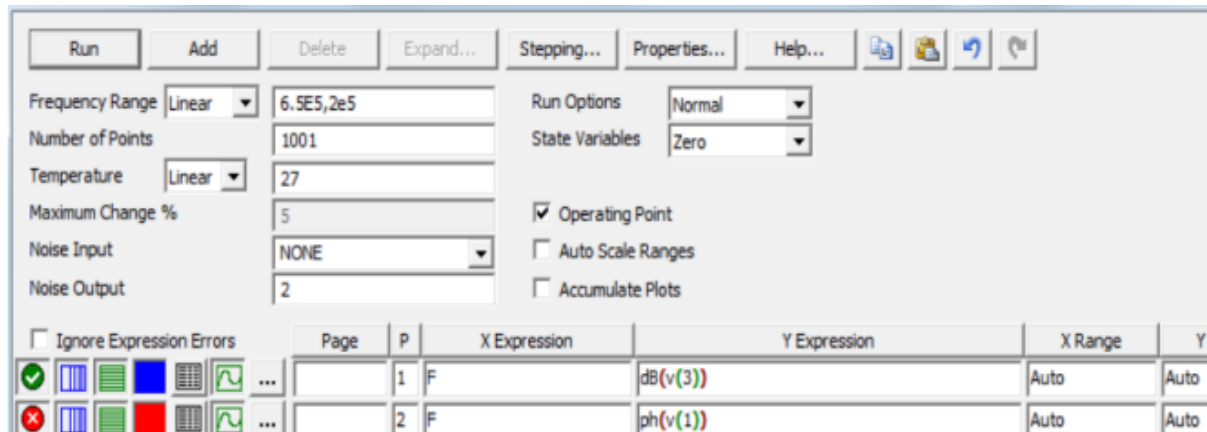 Run Add Delete Expand... Stepping... Properties... Help...
Frequency Range Linear 6.5E5,2e5 Run Options Normal
Number of Points 1001 State Variables Zero
Temperature Linear 27
Maximum Change % 5 Operating Point
Noise Input NONE Auto Scale Ranges
Noise Output 2 Accumulate Plots
Ignore Expression Errors Page P X Expression Y Expression X Range Y
... 1 F dB(v(3)) Auto Auto
... 2 F ph(v(1)) Auto Auto